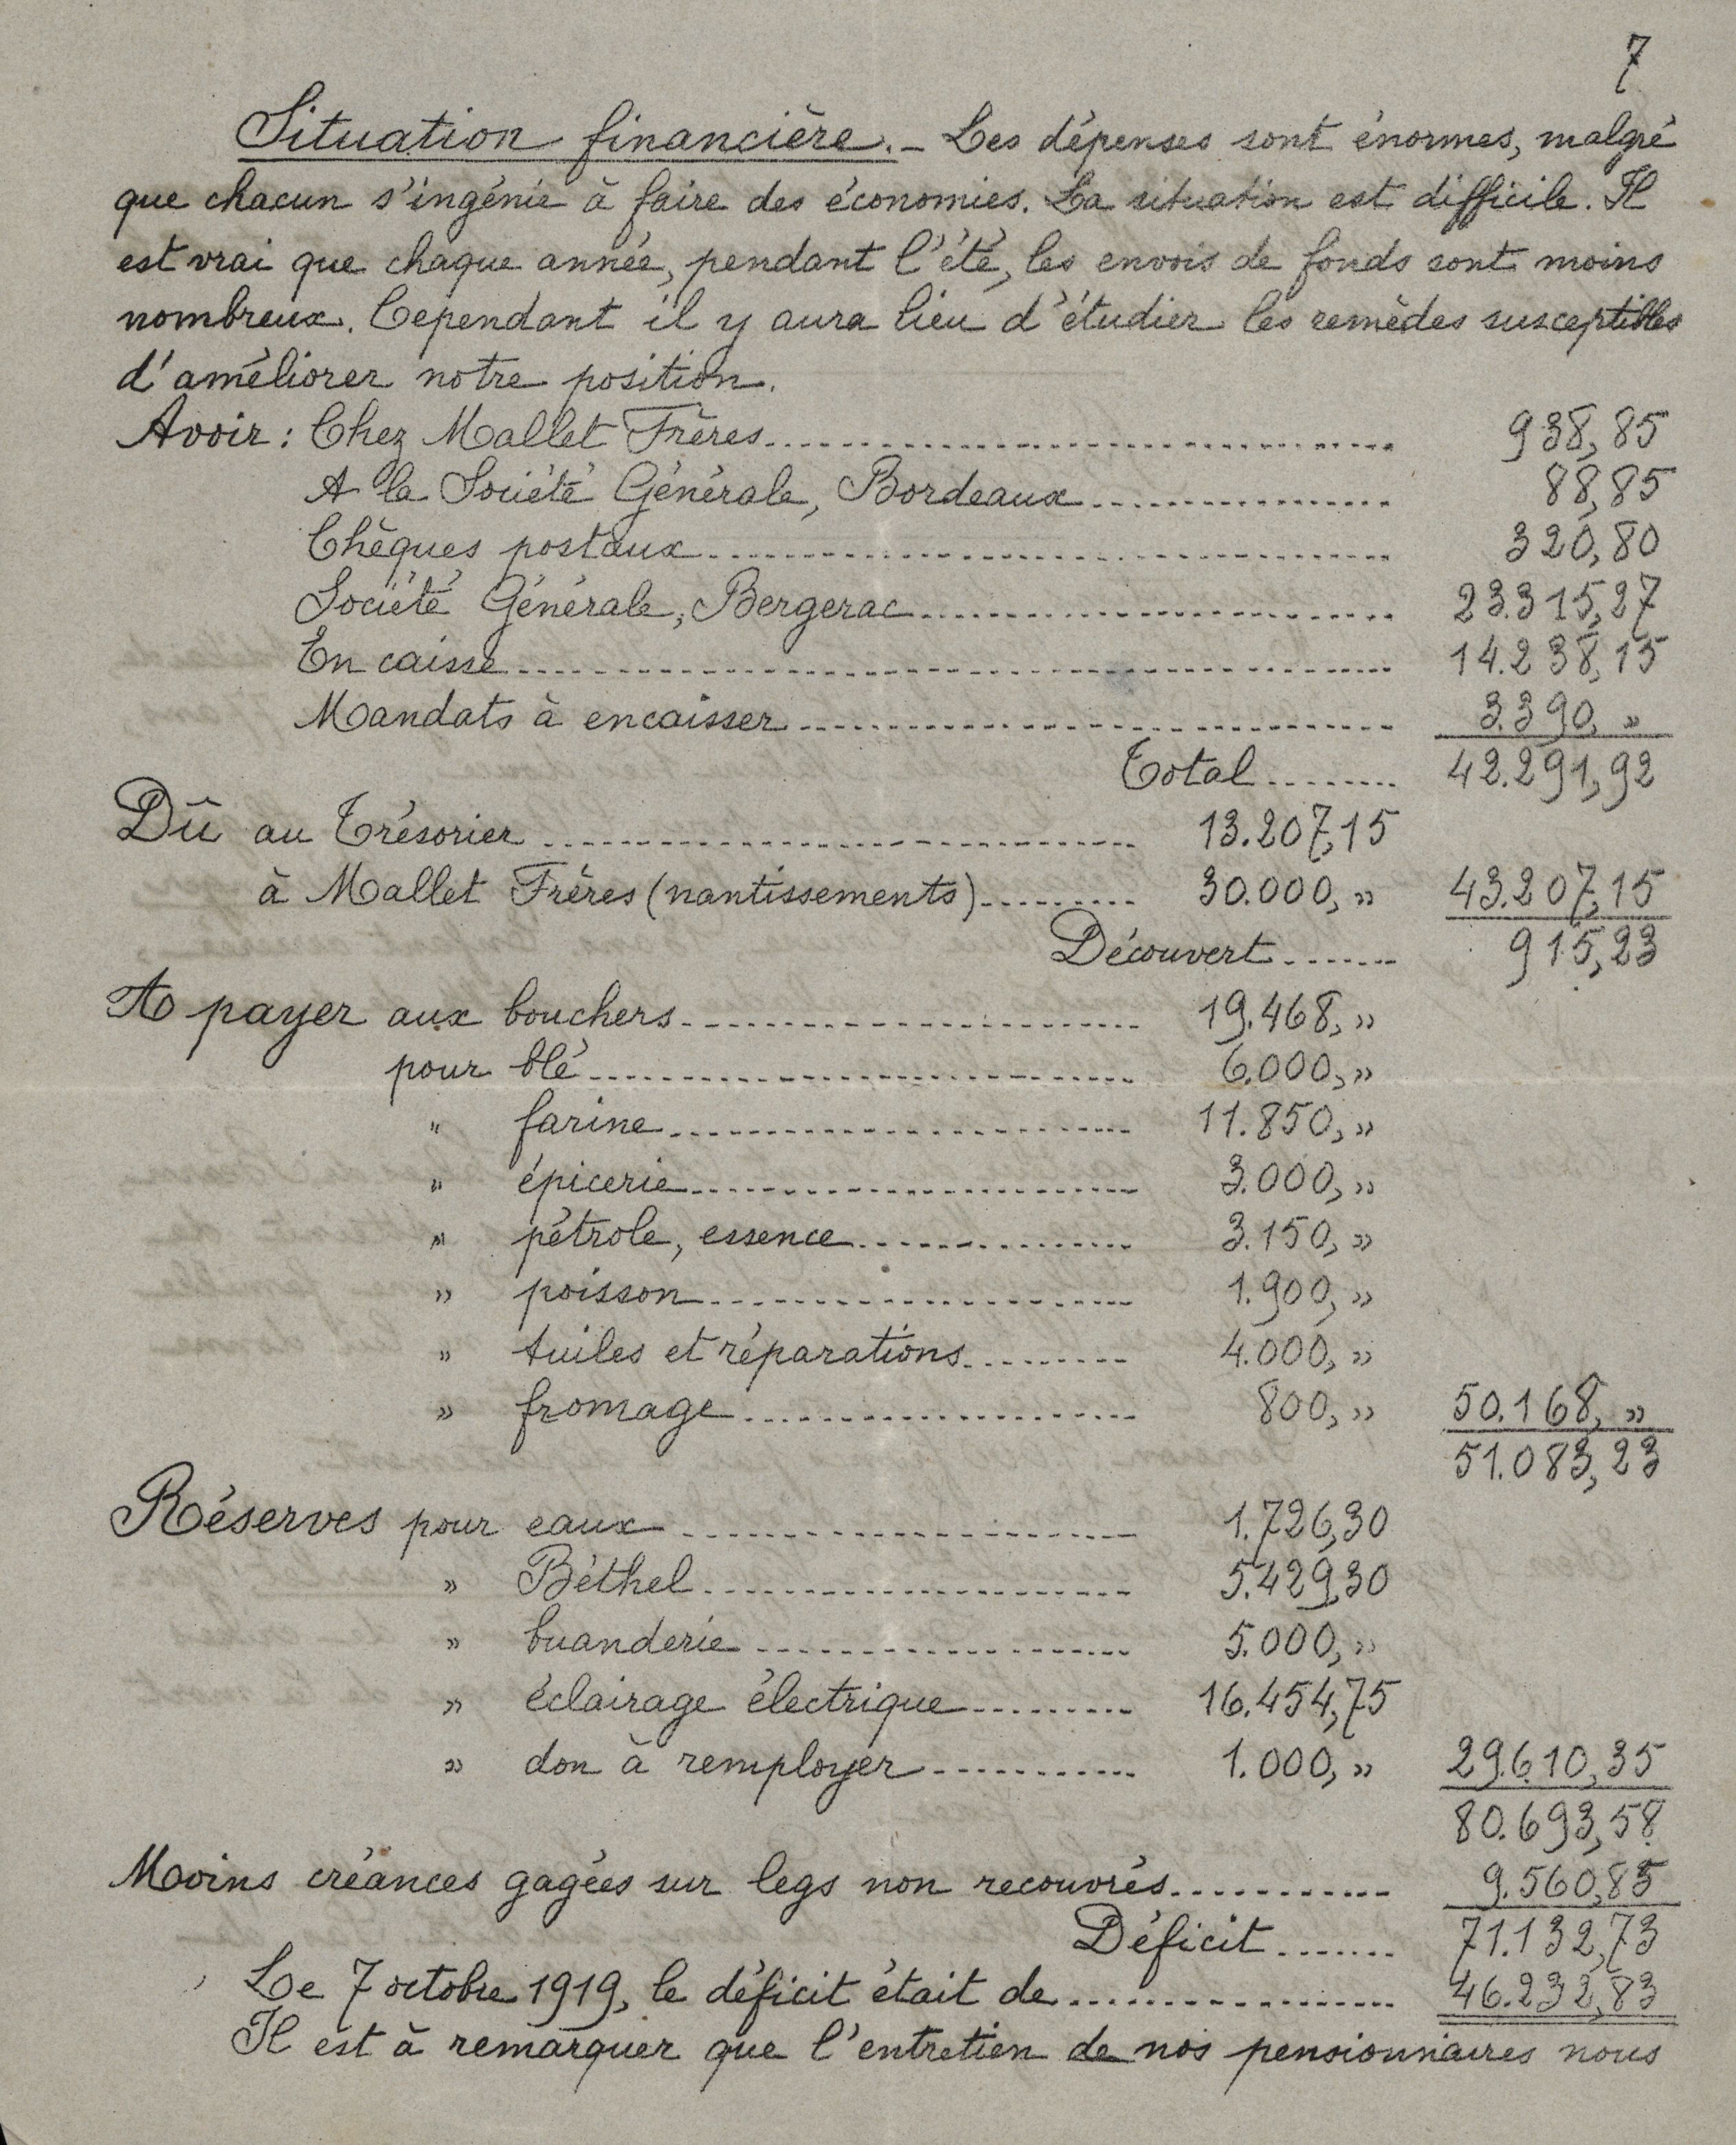 7
Situation financière. - Les dépenses sont énormes, malgré
que chacun s'ingénie à faire des économies. La situation est difficile. Il
est vrai que chaque année, pendant l'été, les envois de fonds sont moins
nombreux. Cependant il y aura lieu d'étudier les remèdes susceptibles
d'améliorer notre position.
Avoir : Chez Mallet Frères........ 938,85
A la Société Générale, Bordeaux........ 88,85
Chèques postaux........ 320,80
Société Générale, Bergerac........ 23.315,27
En caisse........ 14.238,15
Mandats à encaisser........ 3.390, "
Total........ 42.291,92
Dû au Trésorier........ 13.207,15
à Mallet Frères (nantissements)........ 30.000, " 43.207,15
Découvert........ 915,23
A payer aux bouchers........ 19.468, "
pour blé........ 6.000, "
" farine........ 11.850, "
" épicerie........ 3.000, "
" pétrole, essence........ 3.150, "
" poisson........ 1.900, "
" tuiles et réparations........ 4.000, "
" fromage........ 800, " 50.168, "
51.083,23
Réserves pour eaux........ 1.726,30
" Béthel........ 5.429,30
" buanderie........ 5.000, "
" éclairage électrique........ 16.454,75
" don à remployer........ 1.000, " 29.610,35
80.693,58
Moins créances gagées sur legs non recouvrés........ 9.560,85
Déficit........ 71.132,73
Le 7 octobre 1919, le déficit était de........ 46.232,83
Il est à remarquer que l'entretien de nos pensionnaires nous